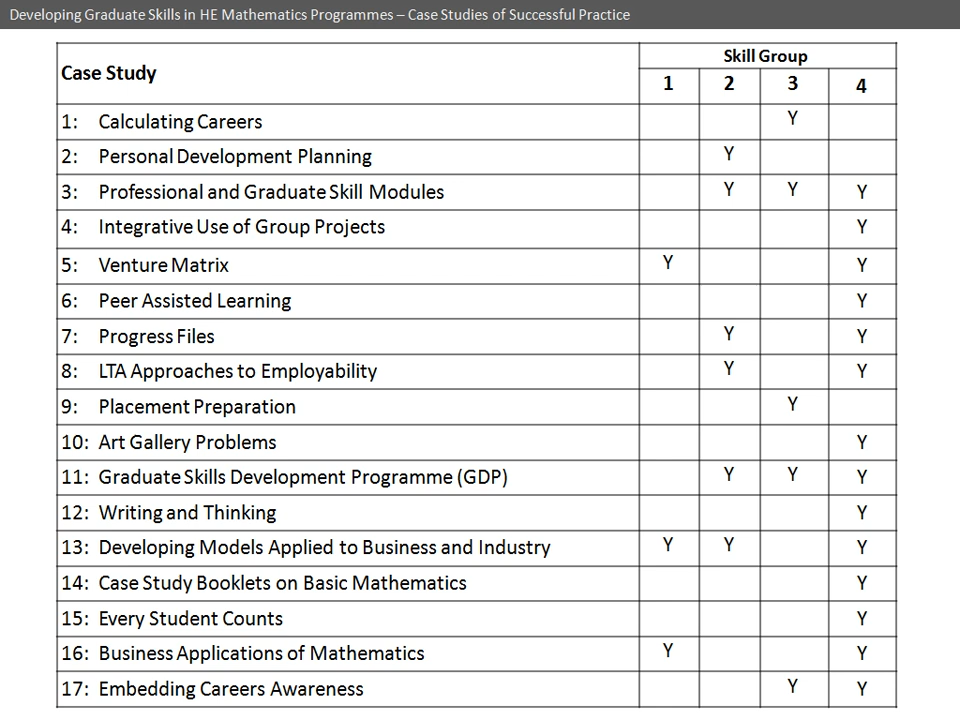 Developing Graduate Skills in HE Mathematics Programmes – Case Studies of Successful Practice
Case Study Skill Group
1 2 3 4
1: Calculating Careers Y
2: Personal Development Planning Y
3: Professional and Graduate Skill Modules Y Y Y
4: Integrative Use of Group Projects Y
5: Venture Matrix Y Y
6: Peer Assisted Learning Y
7: Progress Files Y Y
8: LTA Approaches to Employability Y Y
9: Placement Preparation Y
10: Art Gallery Problems Y
11: Graduate Skills Development Programme (GDP) Y Y Y
12: Writing and Thinking Y
13: Developing Models Applied to Business and Industry Y Y Y
14: Case Study Booklets on Basic Mathematics Y
15: Every Student Counts Y
16: Business Applications of Mathematics Y Y
17: Embedding Careers Awareness Y Y